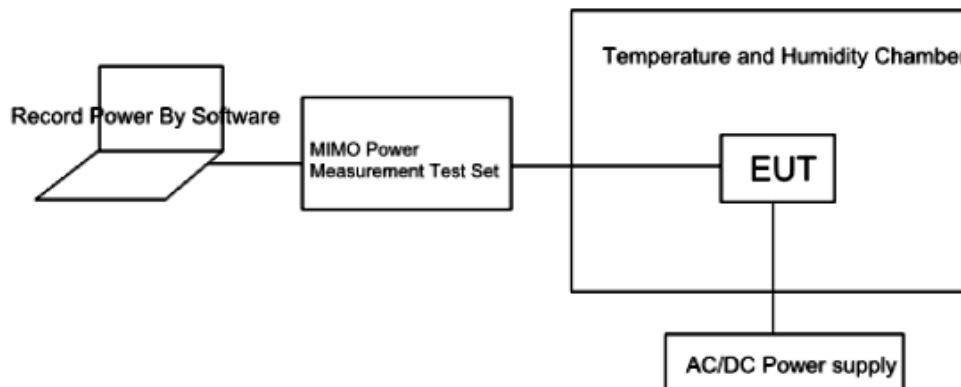 Temperature and Humidity Chamber
Record Power By Software
MIMO Power
Measurement Test Set
EUT
AC/DC Power supply